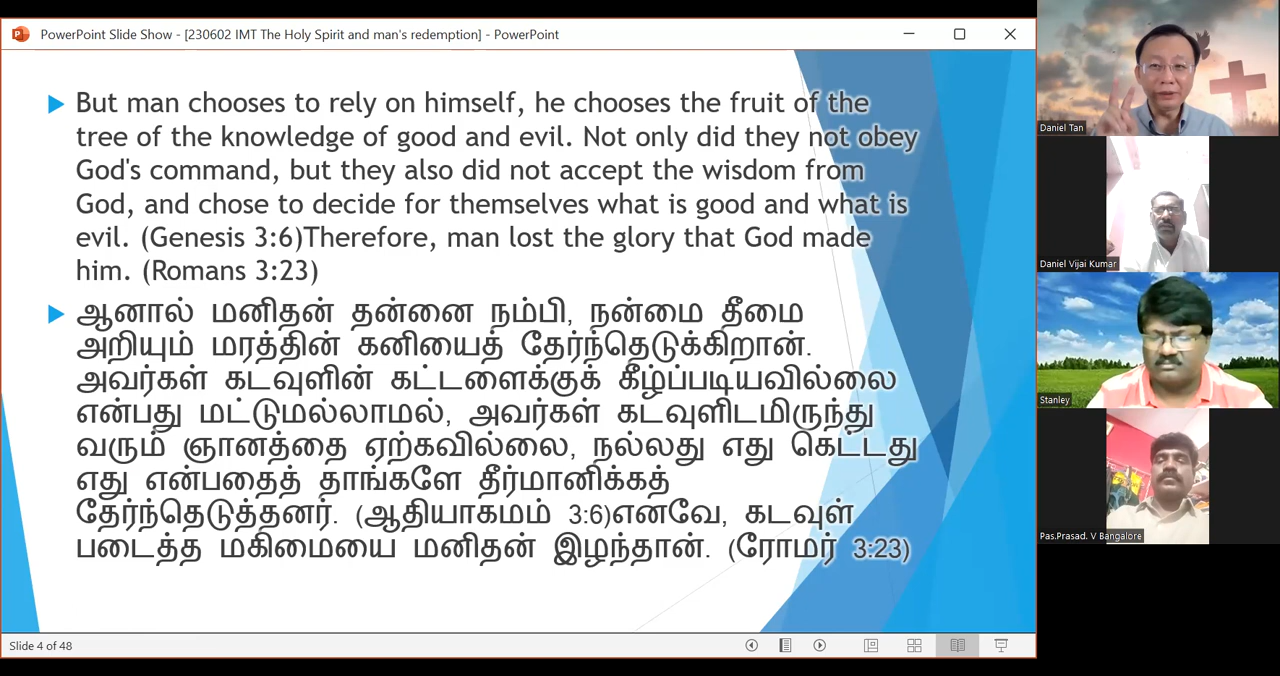 PowerPoint Slide Show - [230602 IMT The Holy Spirit and man's redemption] - PowerPoint
But man chooses to rely on himself, he chooses the fruit of the
tree of the knowledge of good and evil. Not only did they not obey
God's command, but they also did not accept the wisdom from
God, and chose to decide for themselves what is good and what is
evil. (Genesis 3:6)Therefore, man lost the glory that God made
him. (Romans 3:23)
ஆனால் மனிதன் தன்னை நம்பி, நன்மை தீமை
அறியும் மரத்தின் கனியைத் தேர்ந்தெடுக்கிறான்.
அவர்கள் கடவுளின் கட்டளைக்குக் கீழ்ப்படியவில்லை
என்பது மட்டுமல்லாமல், அவர்கள் கடவுளிடமிருந்து
வரும் ஞானத்தை ஏற்கவில்லை, நல்லது எது கெட்டது
எது என்பதைத் தாங்களே தீர்மானிக்கத்
தேர்ந்தெடுத்தனர். (ஆதியாகமம் 3:6)எனவே, கடவுள்
படைத்த மகிமையை மனிதன் இழந்தான். (ரோமர் 3:23)
Slide 4 of 48
Daniel Tan
Daniel Vijai Kumar
Stanley
Pas.Prasad. V Bangalore